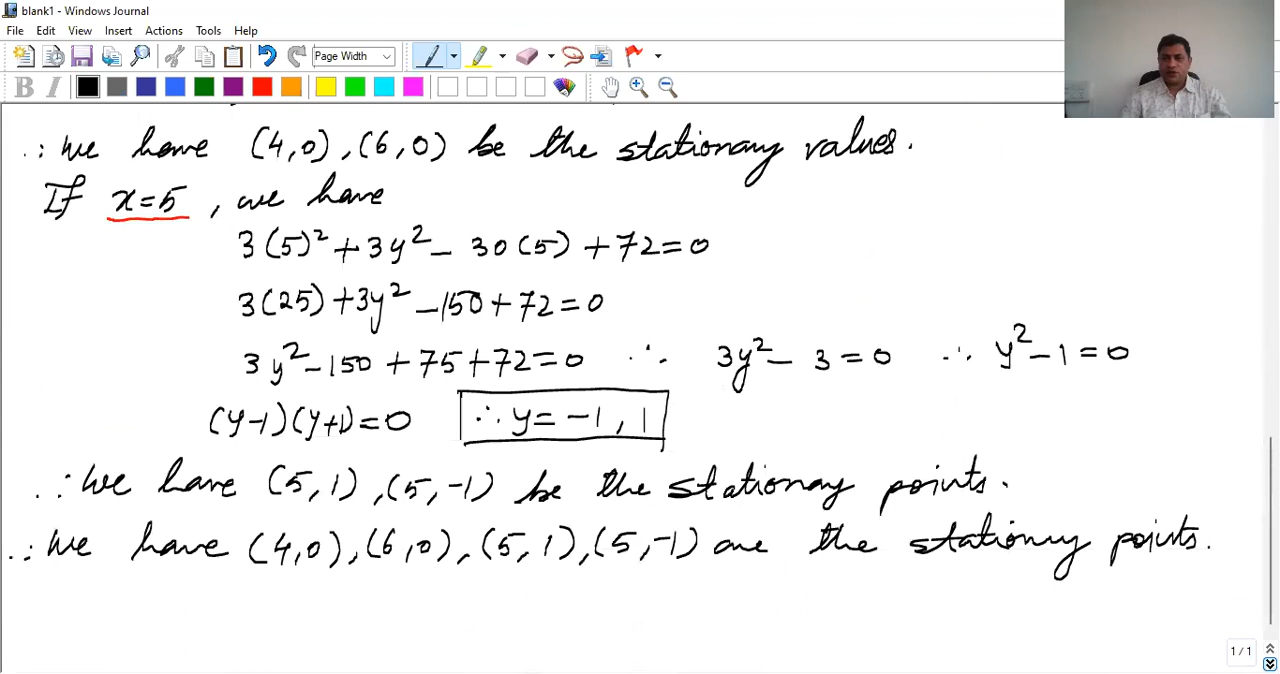 blank1 - Windows Journal
File Edit View Insert Actions Tools Help
Page Width
B I
∴ We have (4,0), (6,0) be the stationary values.
If x=5, we have
3(5)² + 3y² - 30(5) + 72 = 0
3(25) + 3y² - 150 + 72 = 0
3y² - 150 + 75 + 72 = 0 ∴ 3y² - 3 = 0 ∴ y² - 1 = 0
(y-1)(y+1) = 0 ∴ y = -1, 1
∴ We have (5,1), (5,-1) be the stationary points.
∴ We have (4,0), (6,0), (5,1), (5,-1) are the stationary points.
1 / 1